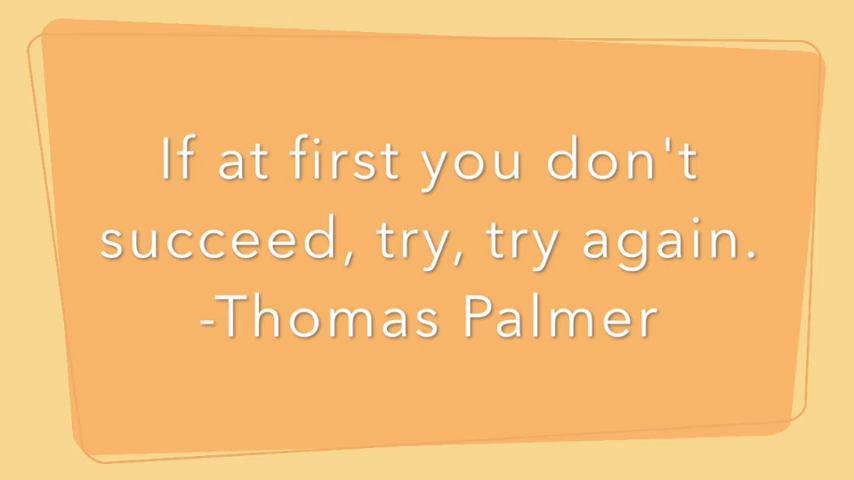 If at first you don't
succeed, try, try again.
-Thomas Palmer